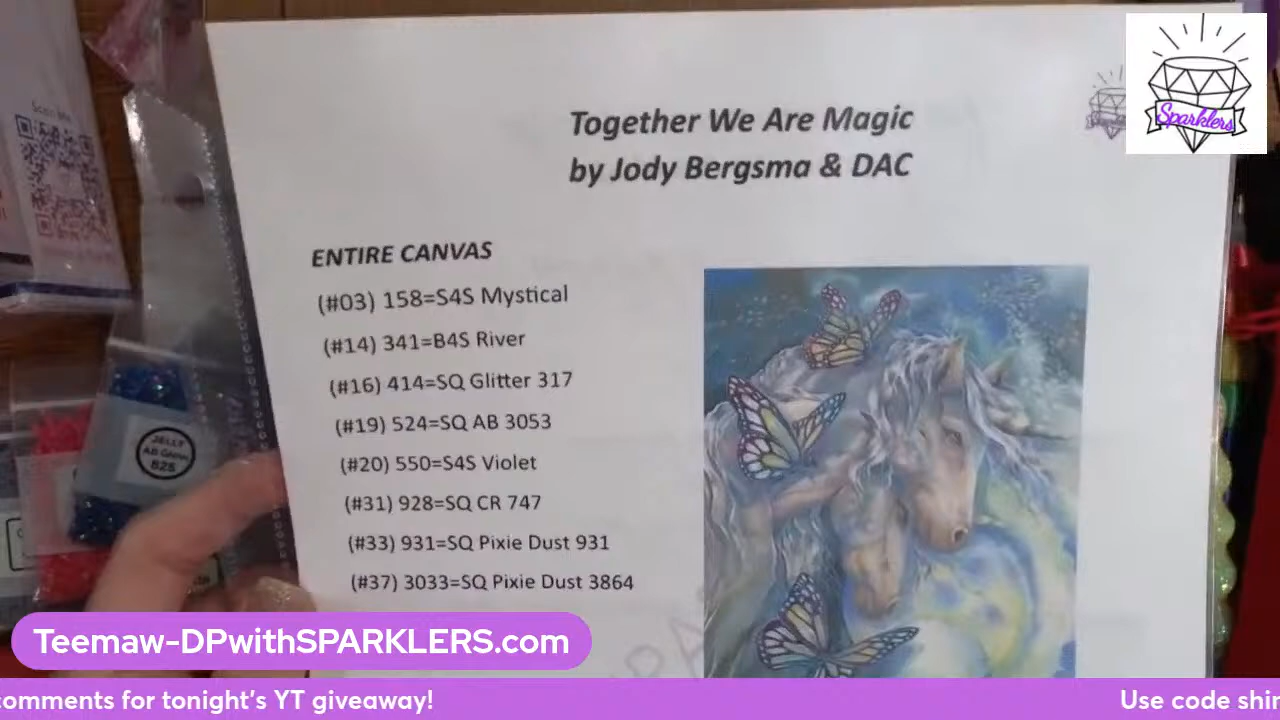 Together We Are Magic
by Jody Bergsma & DAC
Sparklers
ENTIRE CANVAS
(#03) 158=S4S Mystical
(#14) 341=B4S River
(#16) 414=SQ Glitter 317
(#19) 524=SQ AB 3053
(#20) 550=S4S Violet
(#31) 928=SQ CR 747
(#33) 931=SQ Pixie Dust 931
(#37) 3033=SQ Pixie Dust 3864
Scan Me
JELLY
AB Glow
825
Teemaw-DPwithSPARKLERS.com
comments for tonight's YT giveaway!
Use code shin